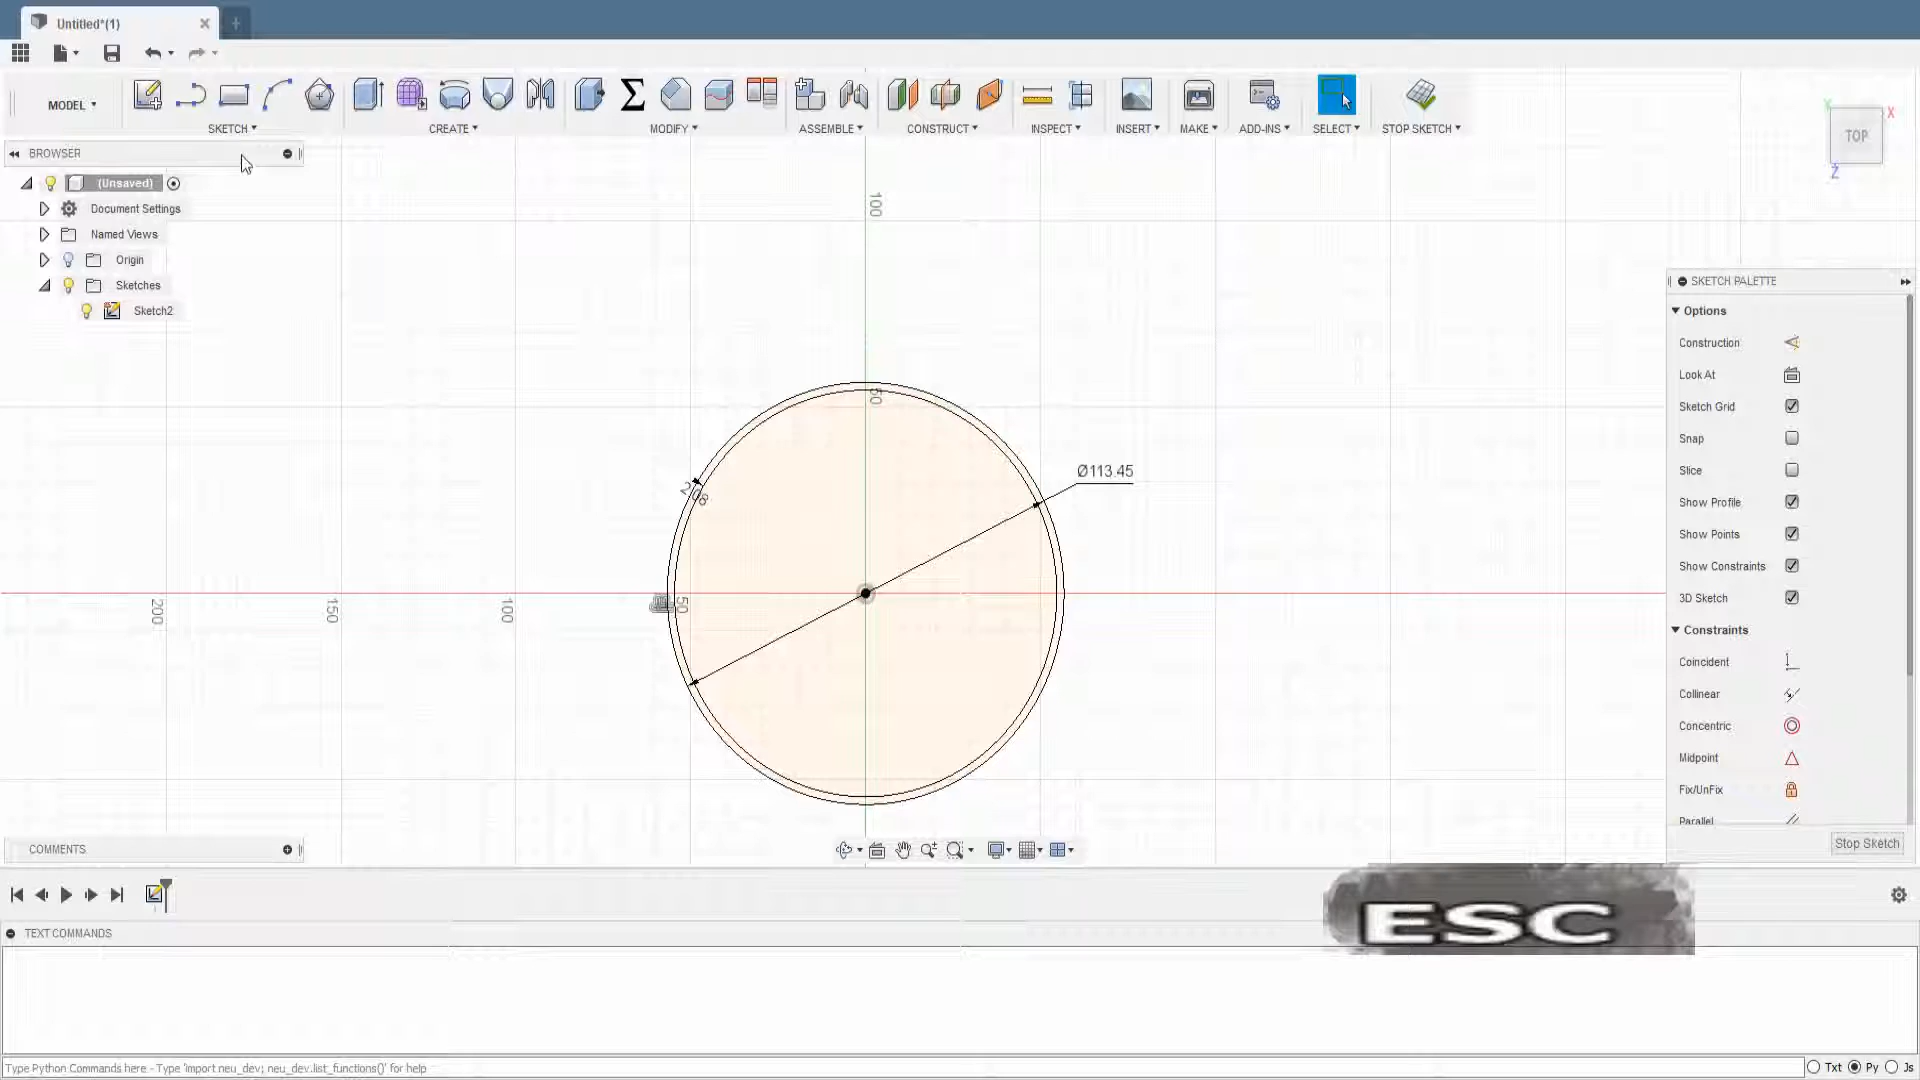 Untitled*(1)
MODEL
SKETCH
CREATE
MODIFY
ASSEMBLE
CONSTRUCT
INSPECT
INSERT
MAKE
ADD-INS
SELECT
STOP SKETCH
BROWSER
(Unsaved)
Document Settings
Named Views
Origin
Sketches
Sketch2
X
TOP
Z
100
50
Ø113.45
2.08
200
150
100
50
SKETCH PALETTE
Options
Construction
Look At
Sketch Grid
Snap
Slice
Show Profile
Show Points
Show Constraints
3D Sketch
Constraints
Coincident
Collinear
Concentric
Midpoint
Fix/UnFix
Parallel
Stop Sketch
COMMENTS
ESC
TEXT COMMANDS
Type Python Commands here - Type 'import neu_dev; neu_dev.list_functions()' for help
Txt Py Js